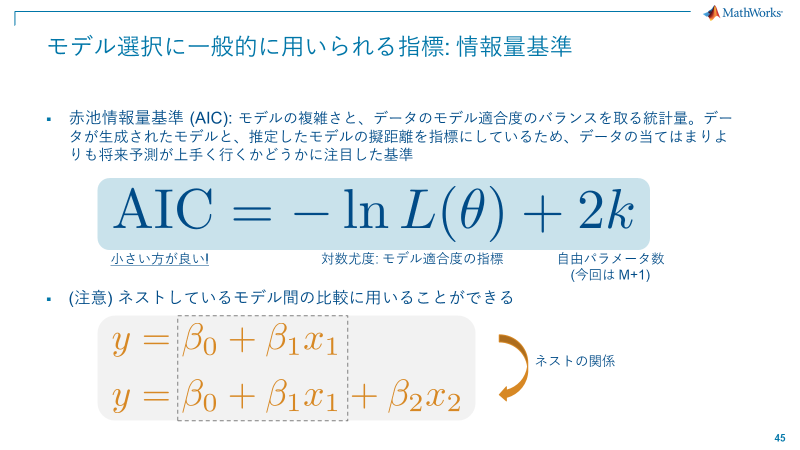 MathWorks
モデル選択に一般的に用いられる指標: 情報量基準
▪ 赤池情報量基準 (AIC): モデルの複雑さと、データのモデル適合度のバランスを取る統計量。デー
タが生成されたモデルと、推定したモデルの擬距離を指標にしているため、データの当てはまりよ
りも将来予測が上手く行くかどうかに注目した基準
AIC = − ln L(θ) + 2k
小さい方が良い!
対数尤度: モデル適合度の指標
自由パラメータ数
(今回は M+1)
▪ (注意) ネストしているモデル間の比較に用いることができる
y = β₀ + β₁x₁
y = β₀ + β₁x₁ + β₂x₂
ネストの関係
45